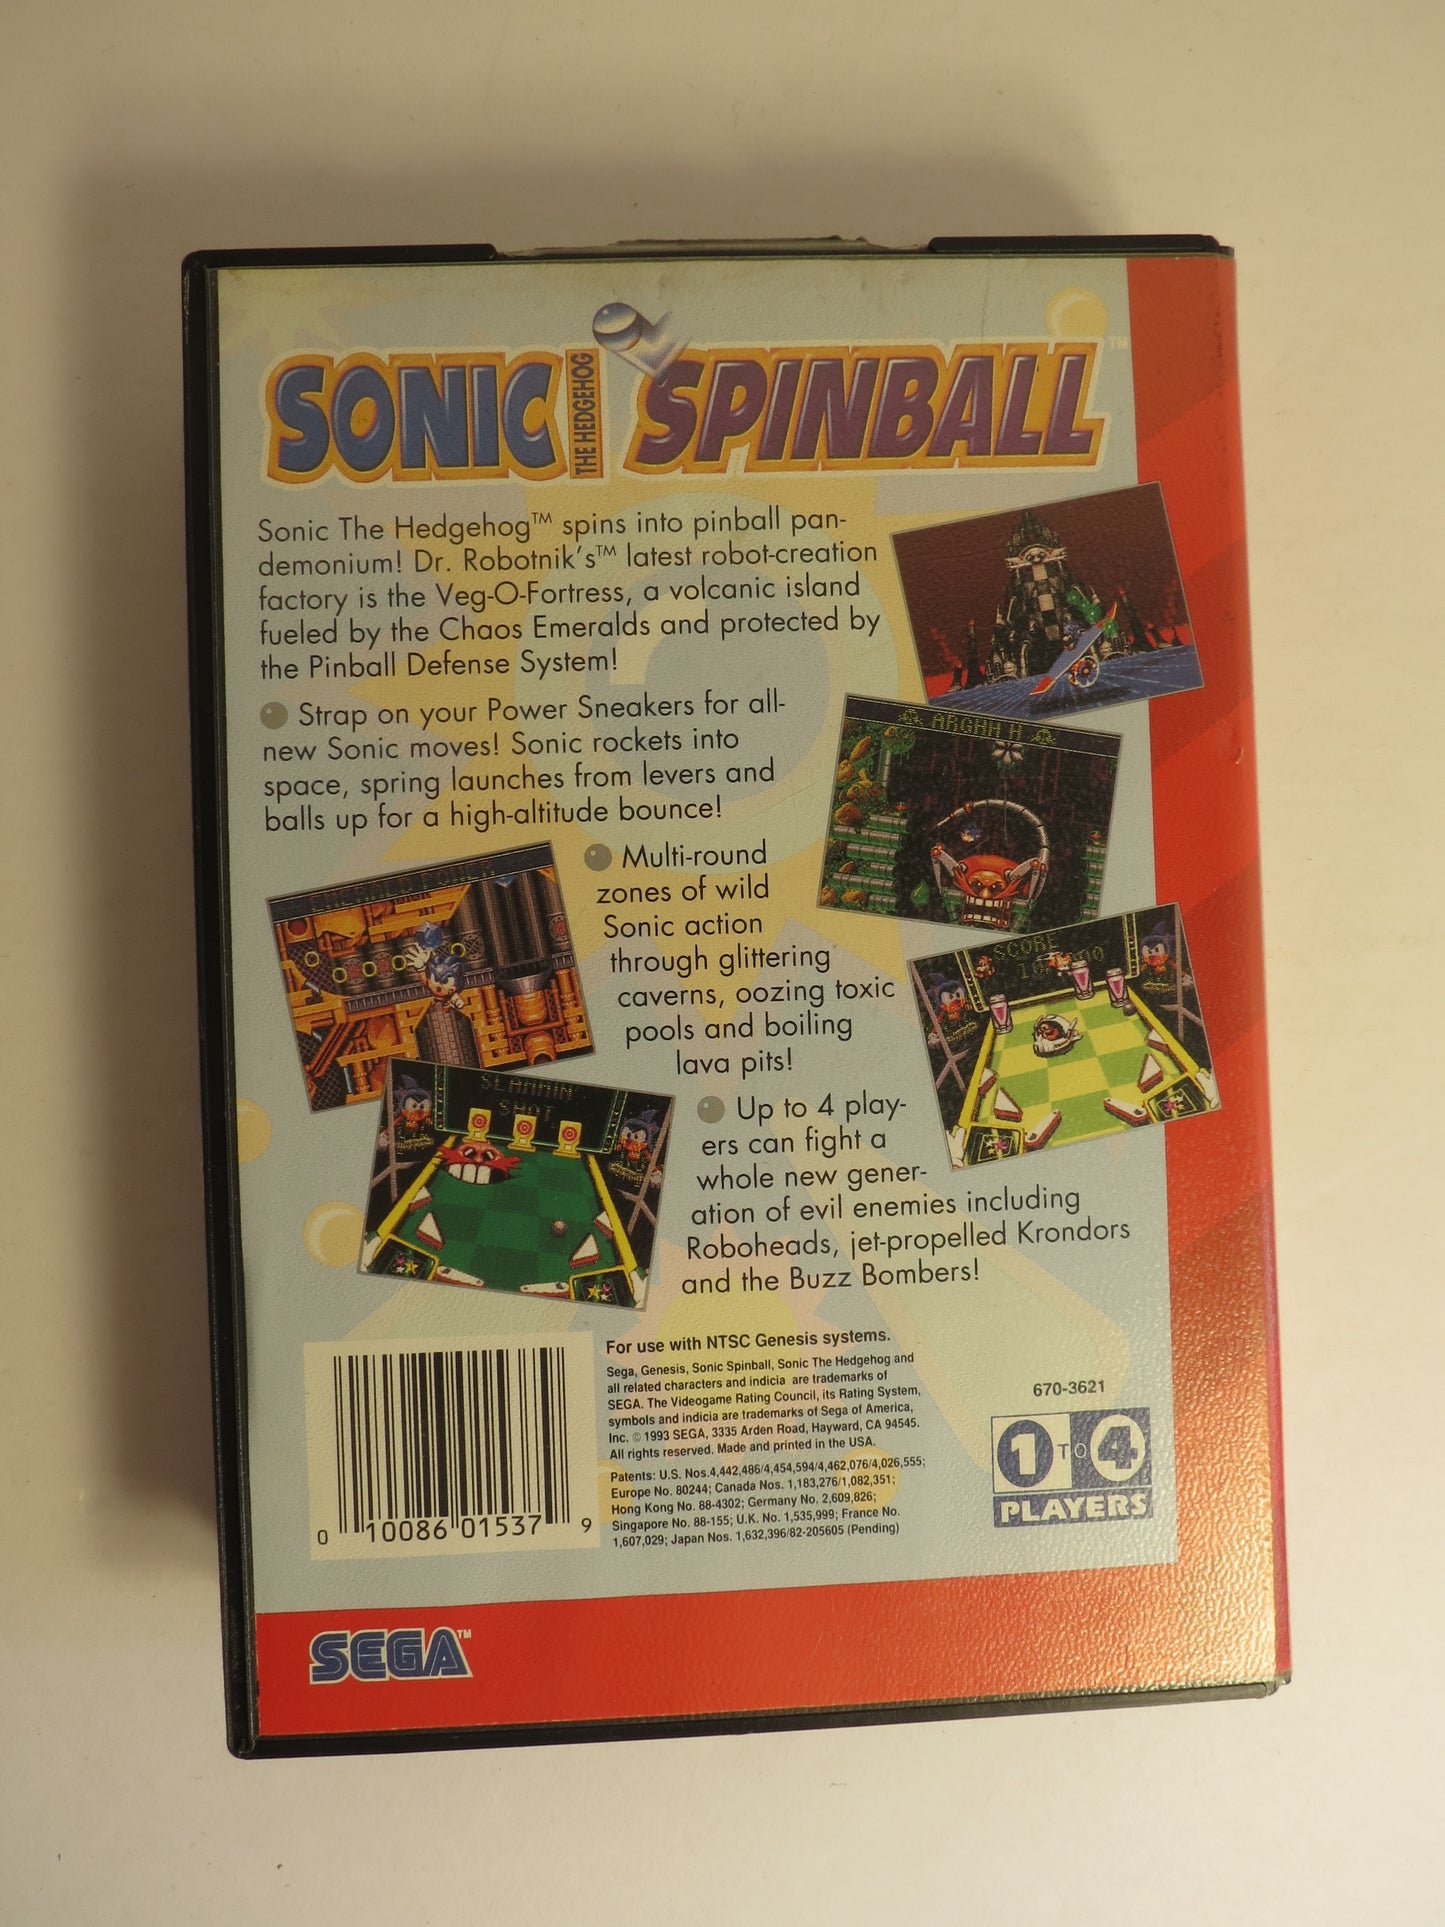 SONIC THE HEDGEHOG SPINBALL™
Sonic The Hedgehog™ spins into pinball pan-
demonium! Dr. Robotnik's™ latest robot-creation
factory is the Veg-O-Fortress, a volcanic island
fueled by the Chaos Emeralds and protected by
the Pinball Defense System!
Strap on your Power Sneakers for all-
new Sonic moves! Sonic rockets into
space, spring launches from levers and
balls up for a high-altitude bounce!
ARGHH H
Multi-round
zones of wild
Sonic action
through glittering
caverns, oozing toxic
pools and boiling
lava pits!
SCORE
SLAMMIN'
SHOT
Up to 4 play-
ers can fight a
whole new gener-
ation of evil enemies including
Roboheads, jet-propelled Krondors
and the Buzz Bombers!
For use with NTSC Genesis systems.
Sega, Genesis, Sonic Spinball, Sonic The Hedgehog and
all related characters and indicia are trademarks of
SEGA. The Videogame Rating Council, its Rating System,
symbols and indicia are trademarks of Sega of America,
Inc. © 1993 SEGA, 3335 Arden Road, Hayward, CA 94545.
All rights reserved. Made and printed in the USA.
Patents: U.S. Nos.4,442,486/4,454,594/4,462,076/4,026,555;
Europe No. 80244; Canada Nos. 1,183,276/1,082,351;
Hong Kong No. 88-4302; Germany No. 2,609,826;
Singapore No. 88-155; U.K. No. 1,535,999; France No.
1,607,029; Japan Nos. 1,632,396/82-205605 (Pending)
0 10086 01537 9
670-3621
1 TO 4
PLAYERS
SEGA™